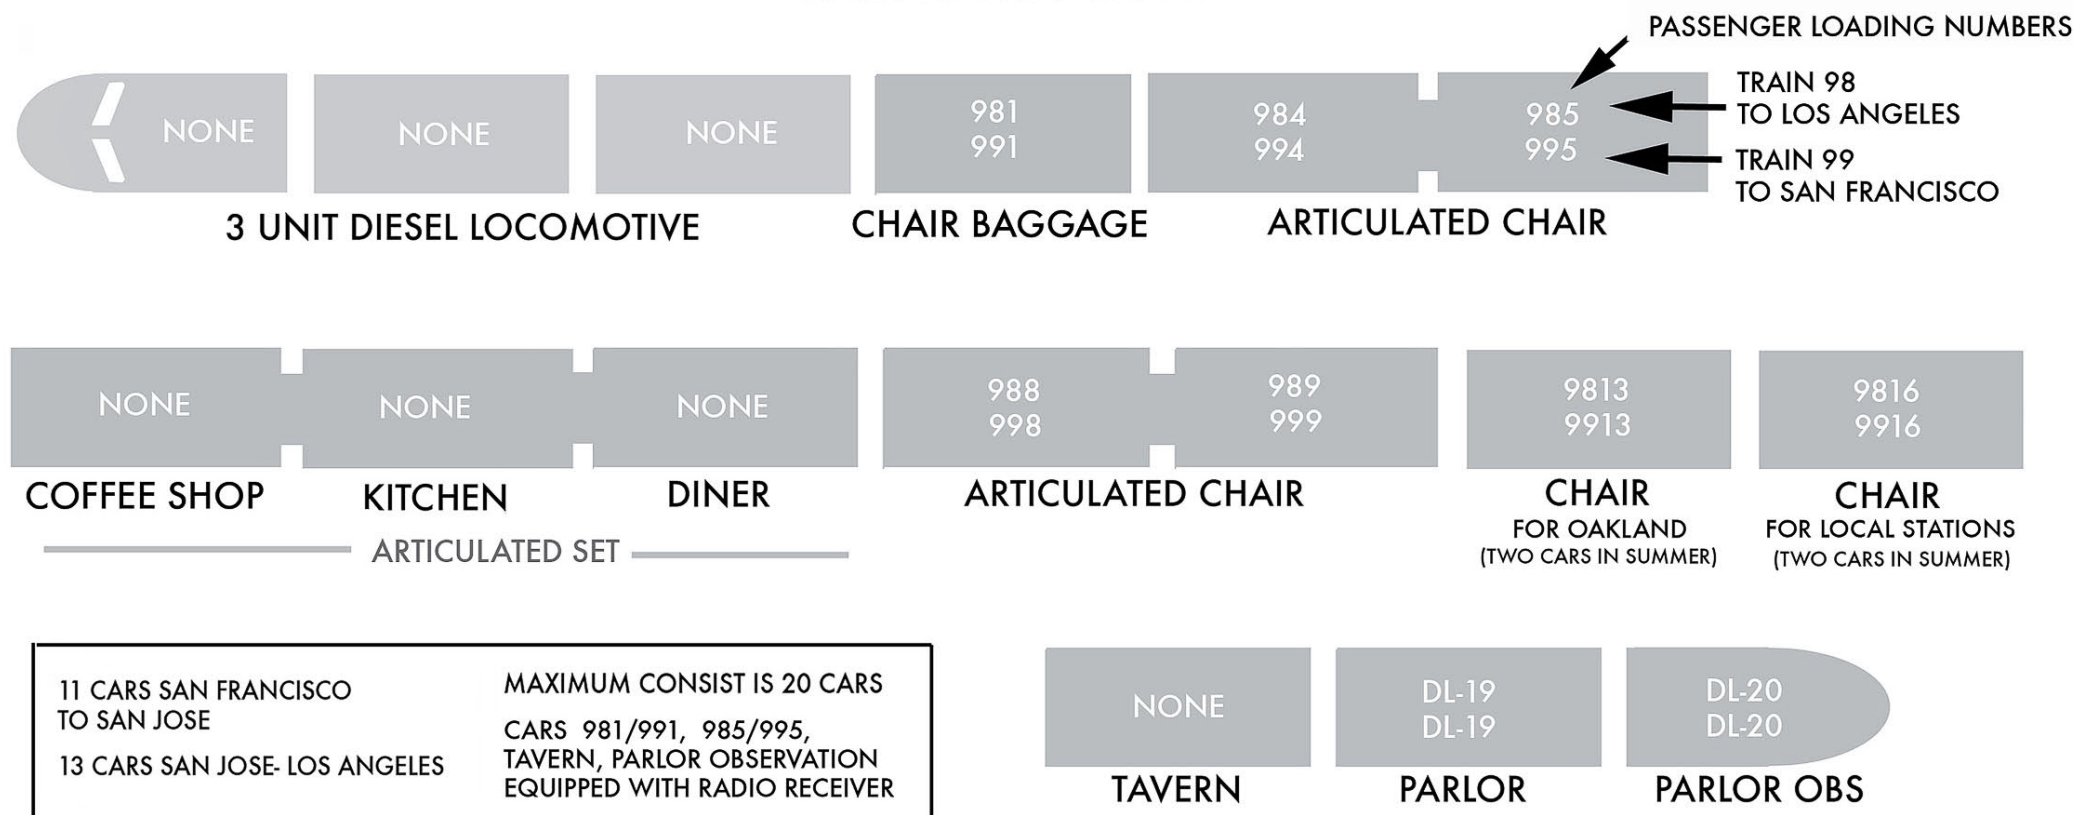 PASSENGER LOADING NUMBERS
NONE
NONE
NONE
981
991
984
994
985
995
TRAIN 98
TO LOS ANGELES
TRAIN 99
TO SAN FRANCISCO
3 UNIT DIESEL LOCOMOTIVE
CHAIR BAGGAGE
ARTICULATED CHAIR
NONE
NONE
NONE
988
998
989
999
9813
9913
9816
9916
COFFEE SHOP
KITCHEN
DINER
ARTICULATED SET
ARTICULATED CHAIR
CHAIR
FOR OAKLAND
(TWO CARS IN SUMMER)
CHAIR
FOR LOCAL STATIONS
(TWO CARS IN SUMMER)
11 CARS SAN FRANCISCO
TO SAN JOSE
13 CARS SAN JOSE- LOS ANGELES
MAXIMUM CONSIST IS 20 CARS
CARS 981/991, 985/995,
TAVERN, PARLOR OBSERVATION
EQUIPPED WITH RADIO RECEIVER
NONE
DL-19
DL-19
DL-20
DL-20
TAVERN
PARLOR
PARLOR OBS